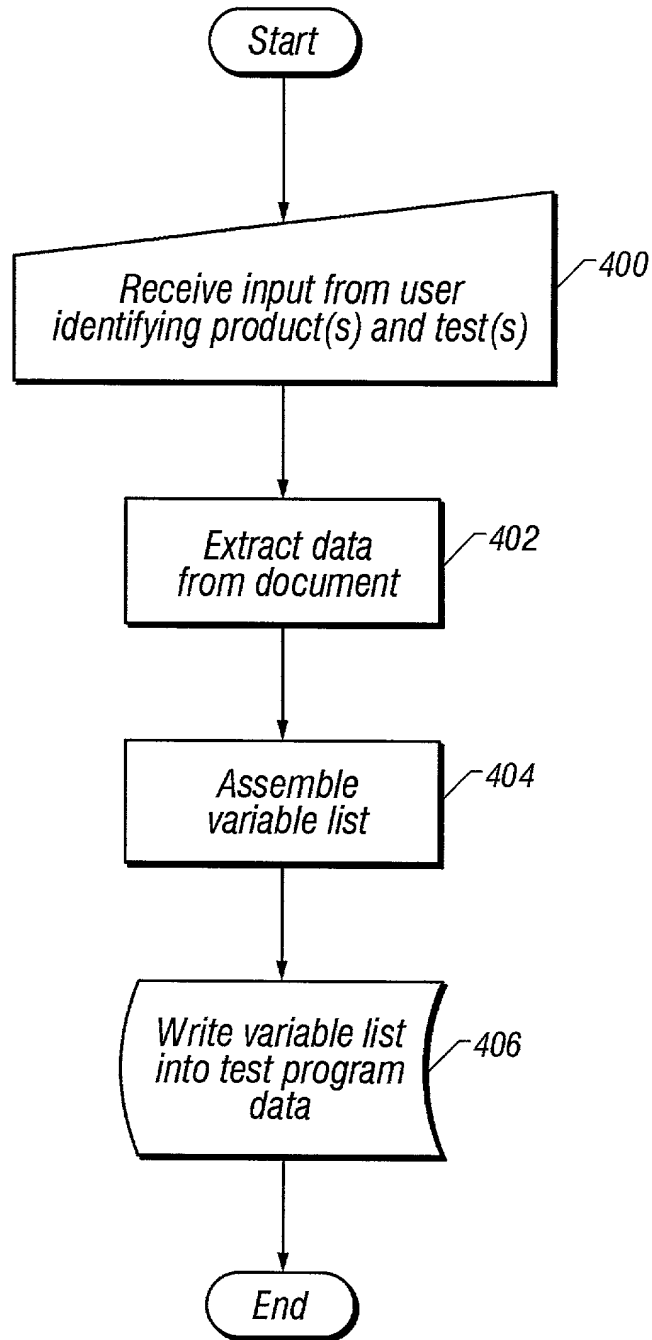 Start
Receive input from user
identifying product(s) and test(s)
400
Extract data
from document
402
Assemble
variable list
404
Write variable list
into test program
data
406
End